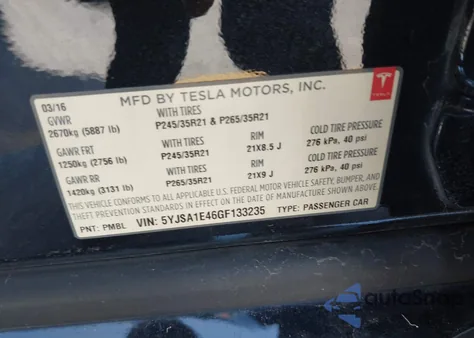 03/16 MFD BY TESLA MOTORS, INC. TESLA
GVWR WITH TIRES
2670kg (5887 lb) P245/35R21 & P265/35R21
GAWR FRT WITH TIRES RIM COLD TIRE PRESSURE
1250kg (2756 lb) P245/35R21 21X8.5 J 276 kPa, 40 psi
GAWR RR WITH TIRES RIM COLD TIRE PRESSURE
1420kg (3131 lb) P265/35R21 21X9 J 276 kPa, 40 psi
THIS VEHICLE CONFORMS TO ALL APPLICABLE U.S. FEDERAL MOTOR VEHICLE SAFETY, BUMPER, AND
THEFT PREVENTION STANDARDS IN EFFECT ON THE DATE OF MANUFACTURE SHOWN ABOVE.
PNT: PMBL VIN: 5YJSA1E46GF133235 TYPE: PASSENGER CAR